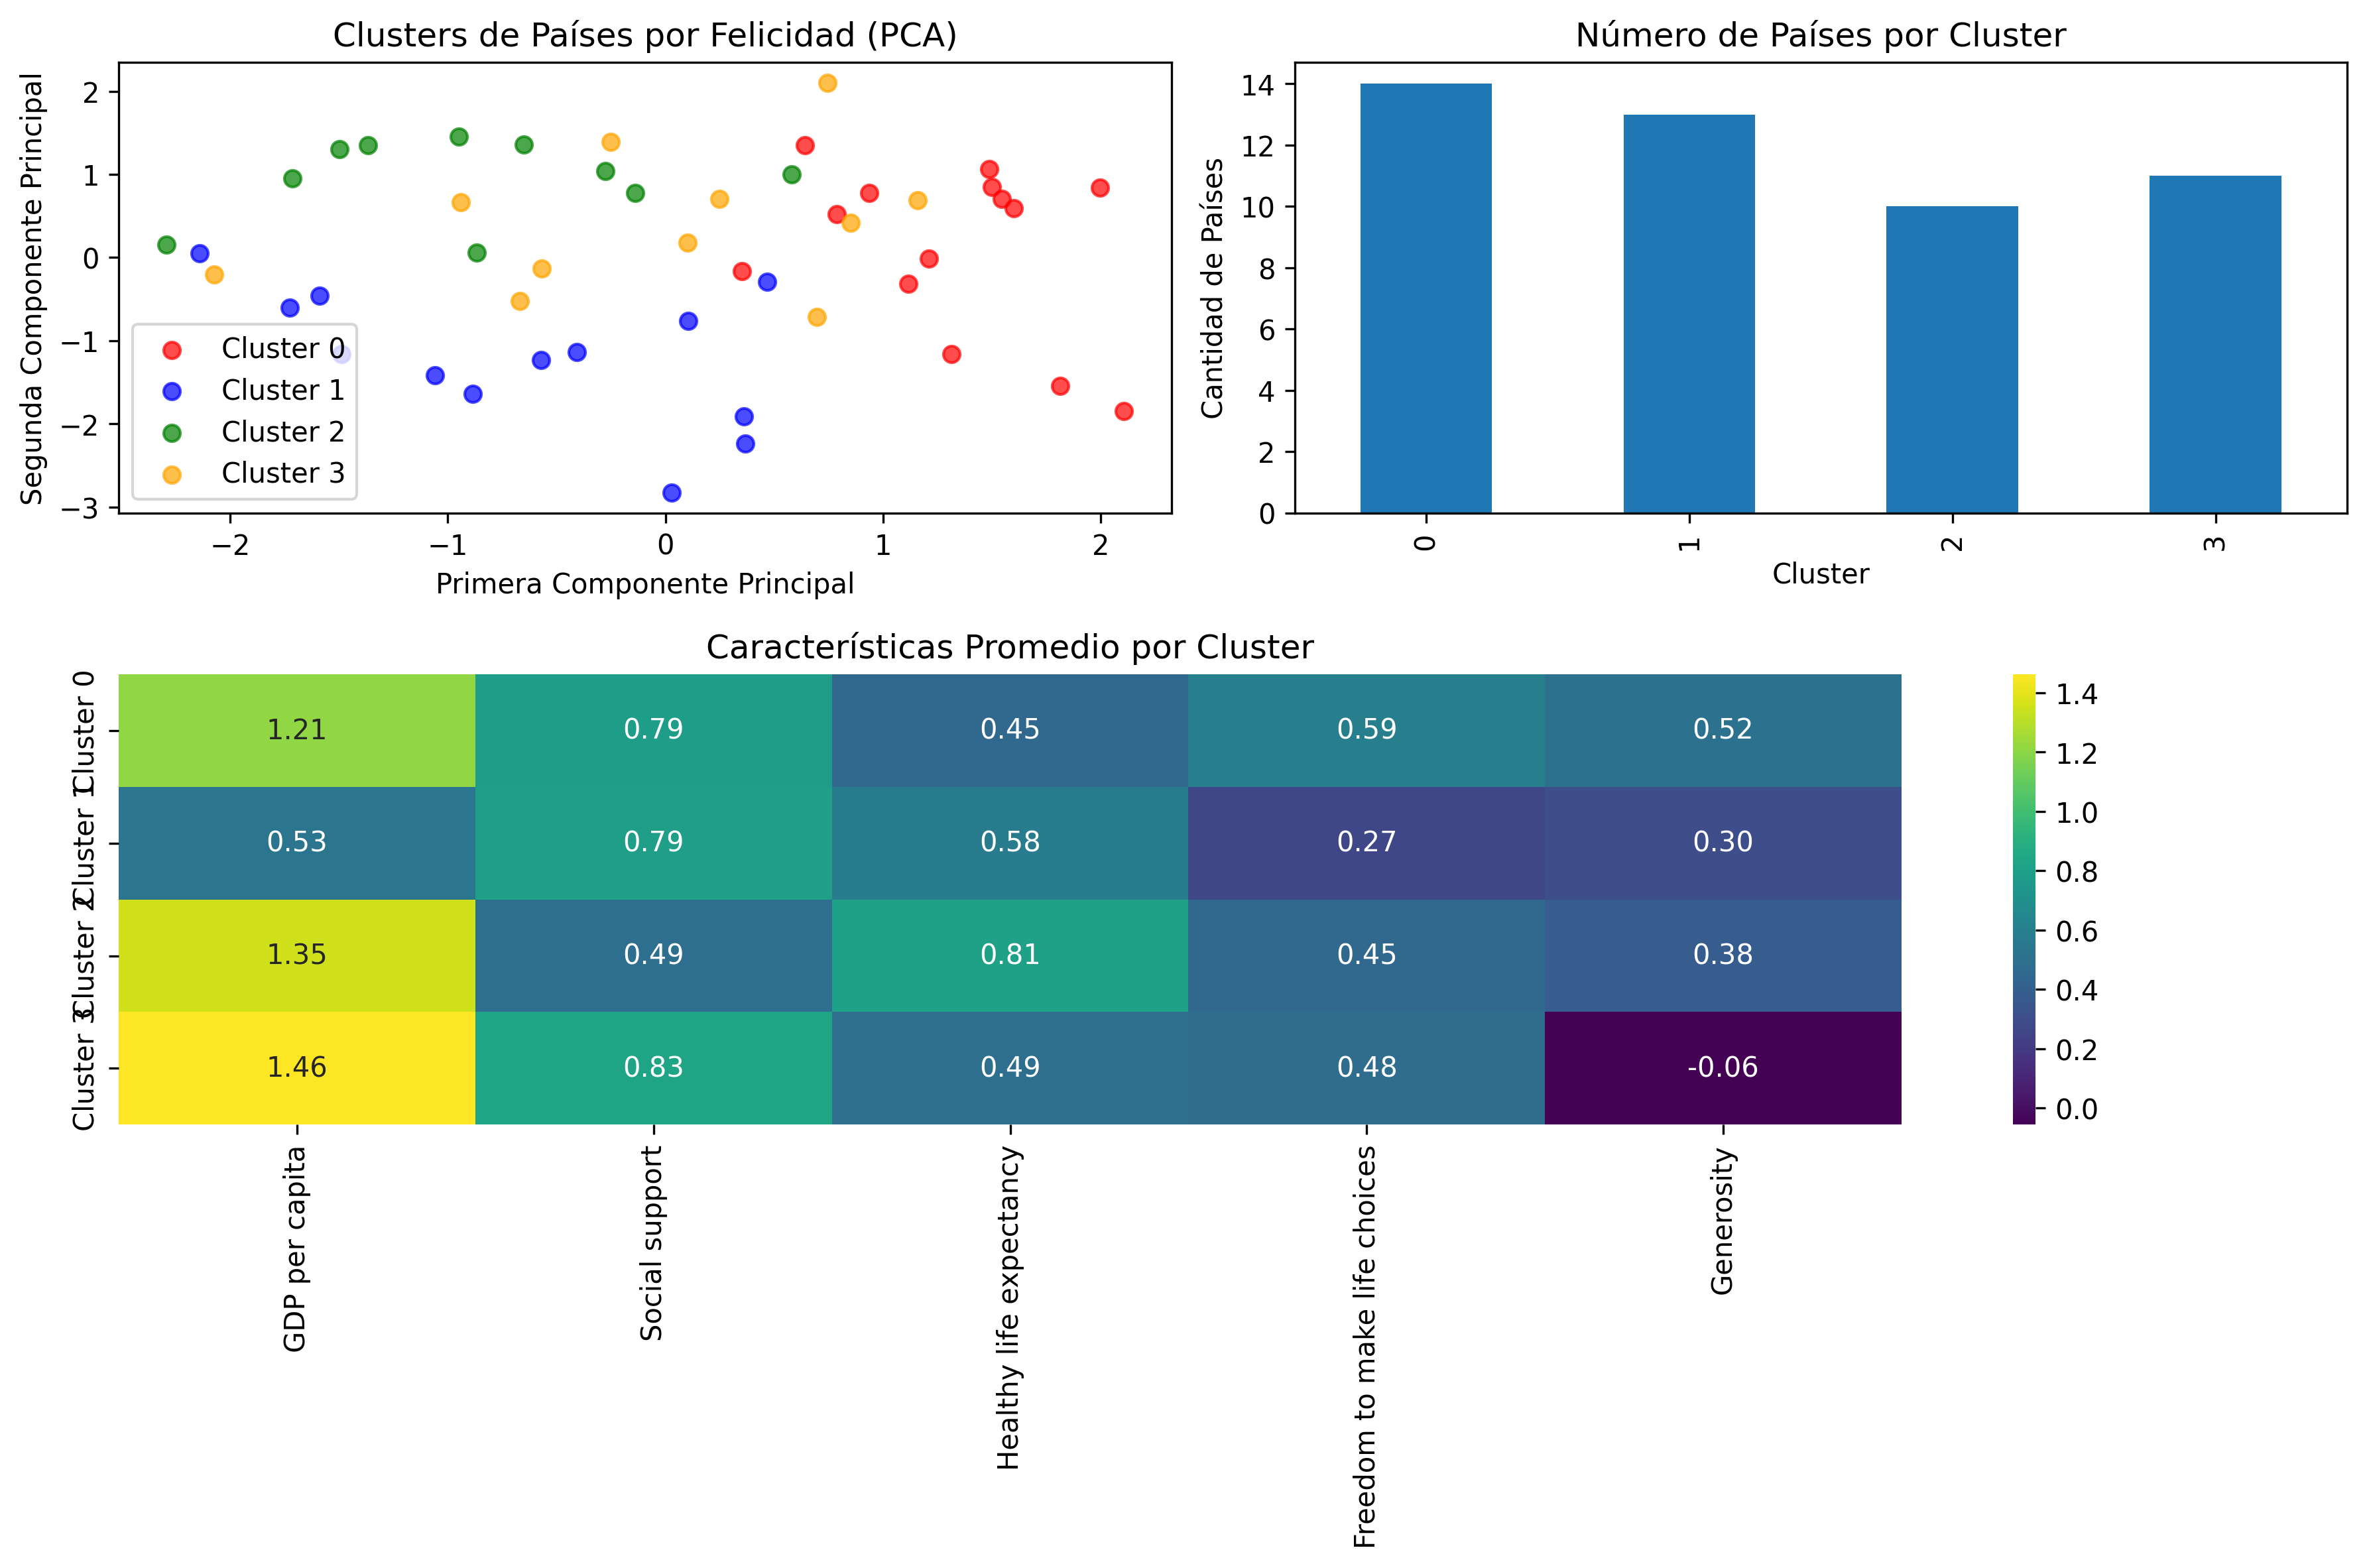 Clusters de Países por Felicidad (PCA)
Segunda Componente Principal
2
1
0
−1
−2
−3
Cluster 0
Cluster 1
Cluster 2
Cluster 3
−2 −1 0 1 2
Primera Componente Principal
Número de Países por Cluster
Cantidad de Países
14
12
10
8
6
4
2
0
0 1 2 3
Cluster
Características Promedio por Cluster
Cluster 0
1.21 0.79 0.45 0.59 0.52
Cluster 1
0.53 0.79 0.58 0.27 0.30
Cluster 2
1.35 0.49 0.81 0.45 0.38
Cluster 3
1.46 0.83 0.49 0.48 -0.06
GDP per capita
Social support
Healthy life expectancy
Freedom to make life choices
Generosity
1.4
1.2
1.0
0.8
0.6
0.4
0.2
0.0